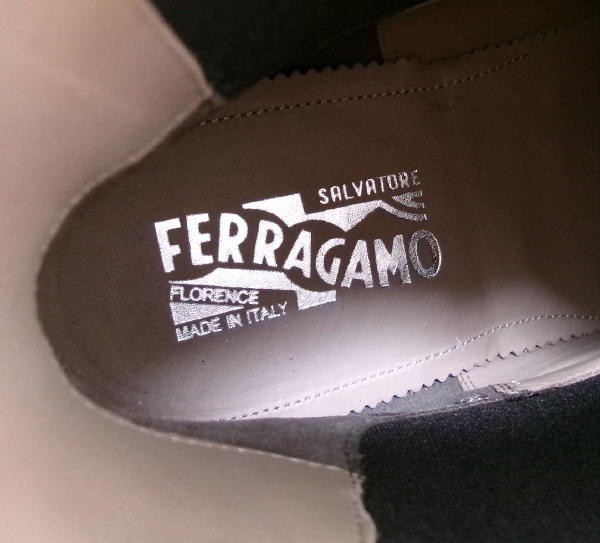 SALVATORE
FERRAGAMO
FLORENCE
MADE IN ITALY